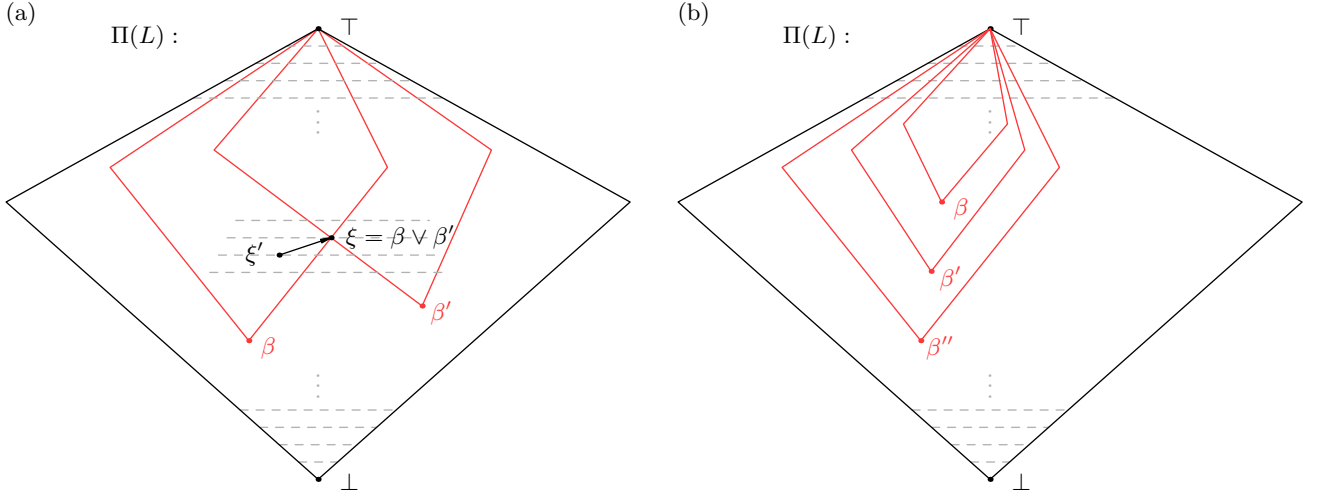 (a)
Π(L) :
⊤
ξ′
ξ = β ∨ β′
β′
β
⊥
(b)
Π(L) :
⊤
β
β′
β′′
⊥